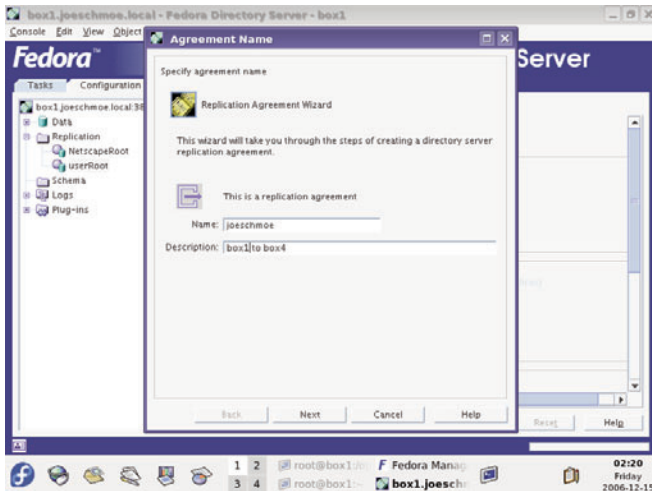 box1.joeschmoe.local - Fedora Directory Server - box1
Console Edit View Object
Agreement Name
Fedora™
Server
Tasks Configuration
Specify agreement name
box1.joeschmoe.local:38
Data
Replication
NetscapeRoot
userRoot
Schema
Logs
Plug-ins
Replication Agreement Wizard
This wizard will take you through the steps of creating a directory server
replication agreement.
This is a replication agreement
Name: joeschmoe
Description: box1 to box4
Back Next Cancel Help
Reset Help
1 2 root@box1: Fedora Manag
3 4 root@box1:~ box1.joesch
02:20
Friday
2006-12-15